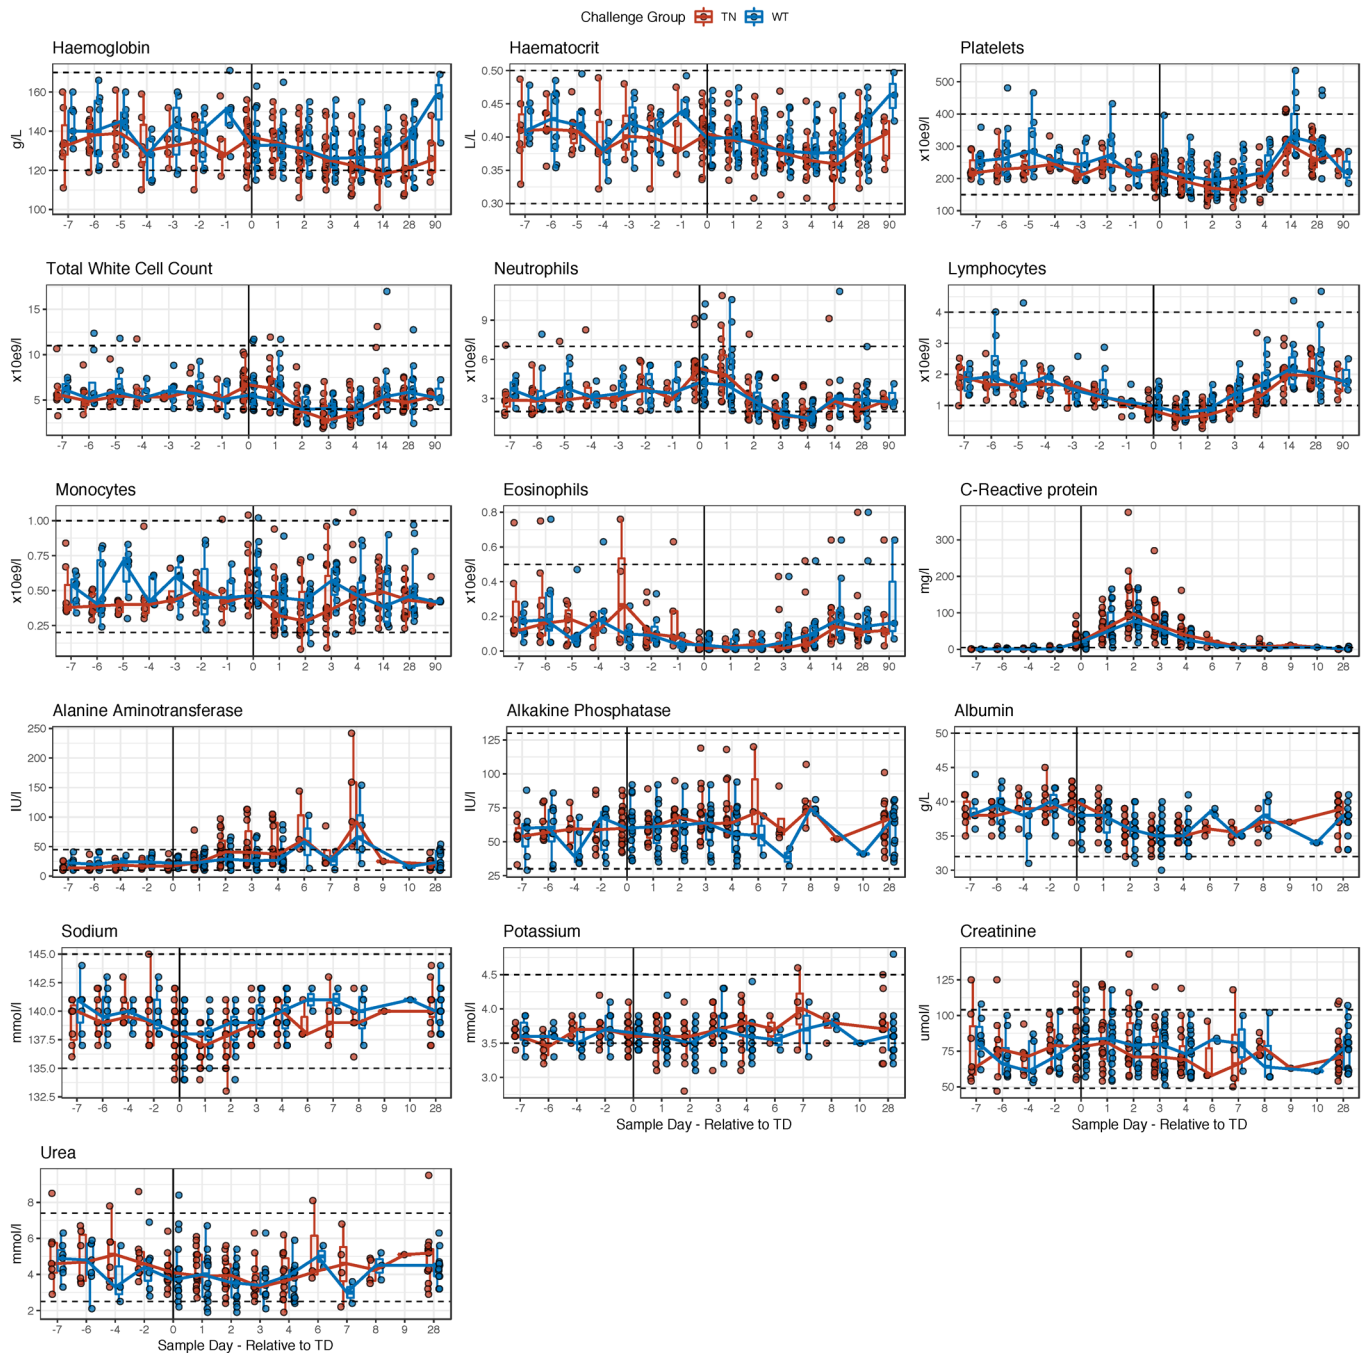 Challenge Group TN WT
Haemoglobin
g/L
160
140
120
100
-7 -6 -5 -4 -3 -2 -1 0 1 2 3 4 14 28 90
Haematocrit
L/L
0.50
0.45
0.40
0.35
0.30
-7 -6 -5 -4 -3 -2 -1 0 1 2 3 4 14 28 90
Platelets
x10e9/l
500
400
300
200
100
-7 -6 -5 -4 -3 -2 -1 0 1 2 3 4 14 28 90
Total White Cell Count
x10e9/l
15
10
5
-7 -6 -5 -4 -3 -2 -1 0 1 2 3 4 14 28 90
Neutrophils
x10e9/l
9
6
3
-7 -6 -5 -4 -3 -2 -1 0 1 2 3 4 14 28 90
Lymphocytes
x10e9/l
4
3
2
1
-7 -6 -5 -4 -3 -2 -1 0 1 2 3 4 14 28 90
Monocytes
x10e9/l
1.00
0.75
0.50
0.25
-7 -6 -5 -4 -3 -2 -1 0 1 2 3 4 14 28 90
Eosinophils
x10e9/l
0.8
0.6
0.4
0.2
0.0
-7 -6 -5 -4 -3 -2 -1 0 1 2 3 4 14 28 90
C-Reactive protein
mg/l
300
200
100
0
-7 -6 -4 -2 0 1 2 3 4 6 7 8 9 10 28
Alanine Aminotransferase
IU/l
250
200
150
100
50
0
-7 -6 -4 -2 0 1 2 3 4 6 7 8 9 10 28
Alkakine Phosphatase
IU/l
125
100
75
50
25
-7 -6 -4 -2 0 1 2 3 4 6 7 8 9 10 28
Albumin
g/L
50
45
40
35
30
-7 -6 -4 -2 0 1 2 3 4 6 7 8 9 10 28
Sodium
mmol/l
145.0
142.5
140.0
137.5
135.0
132.5
-7 -6 -4 -2 0 1 2 3 4 6 7 8 9 10 28
Potassium
mmol/l
4.5
4.0
3.5
3.0
-7 -6 -4 -2 0 1 2 3 4 6 7 8 9 10 28
Sample Day - Relative to TD
Creatinine
umol/l
125
100
75
50
-7 -6 -4 -2 0 1 2 3 4 6 7 8 9 10 28
Sample Day - Relative to TD
Urea
mmol/l
8
6
4
2
-7 -6 -4 -2 0 1 2 3 4 6 7 8 9 28
Sample Day - Relative to TD